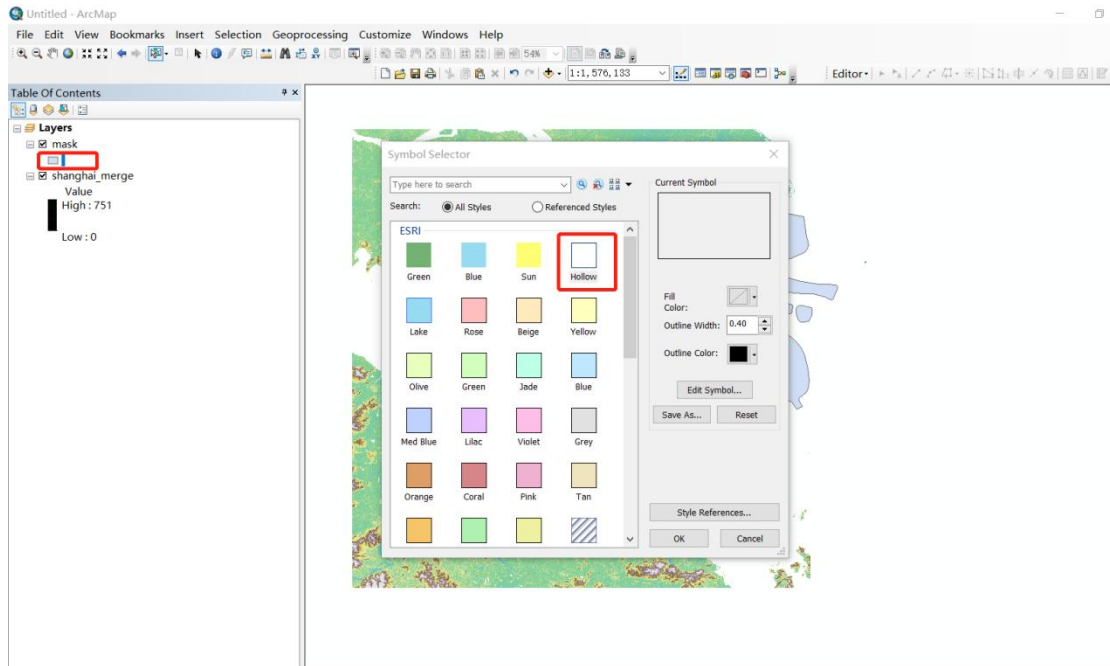 Untitled - ArcMap
File Edit View Bookmarks Insert Selection Geoprocessing Customize Windows Help
54%
1:1,576,133
Editor
Table Of Contents
Layers
mask
shanghai_merge
Value
High : 751
Low : 0
Symbol Selector
Type here to search
Search: All Styles Referenced Styles
ESRI
Green Blue Sun Hollow
Lake Rose Beige Yellow
Olive Green Jade Blue
Med Blue Lilac Violet Grey
Orange Coral Pink Tan
Current Symbol
Fill
Color:
Outline Width: 0.40
Outline Color:
Edit Symbol...
Save As... Reset
Style References...
OK Cancel